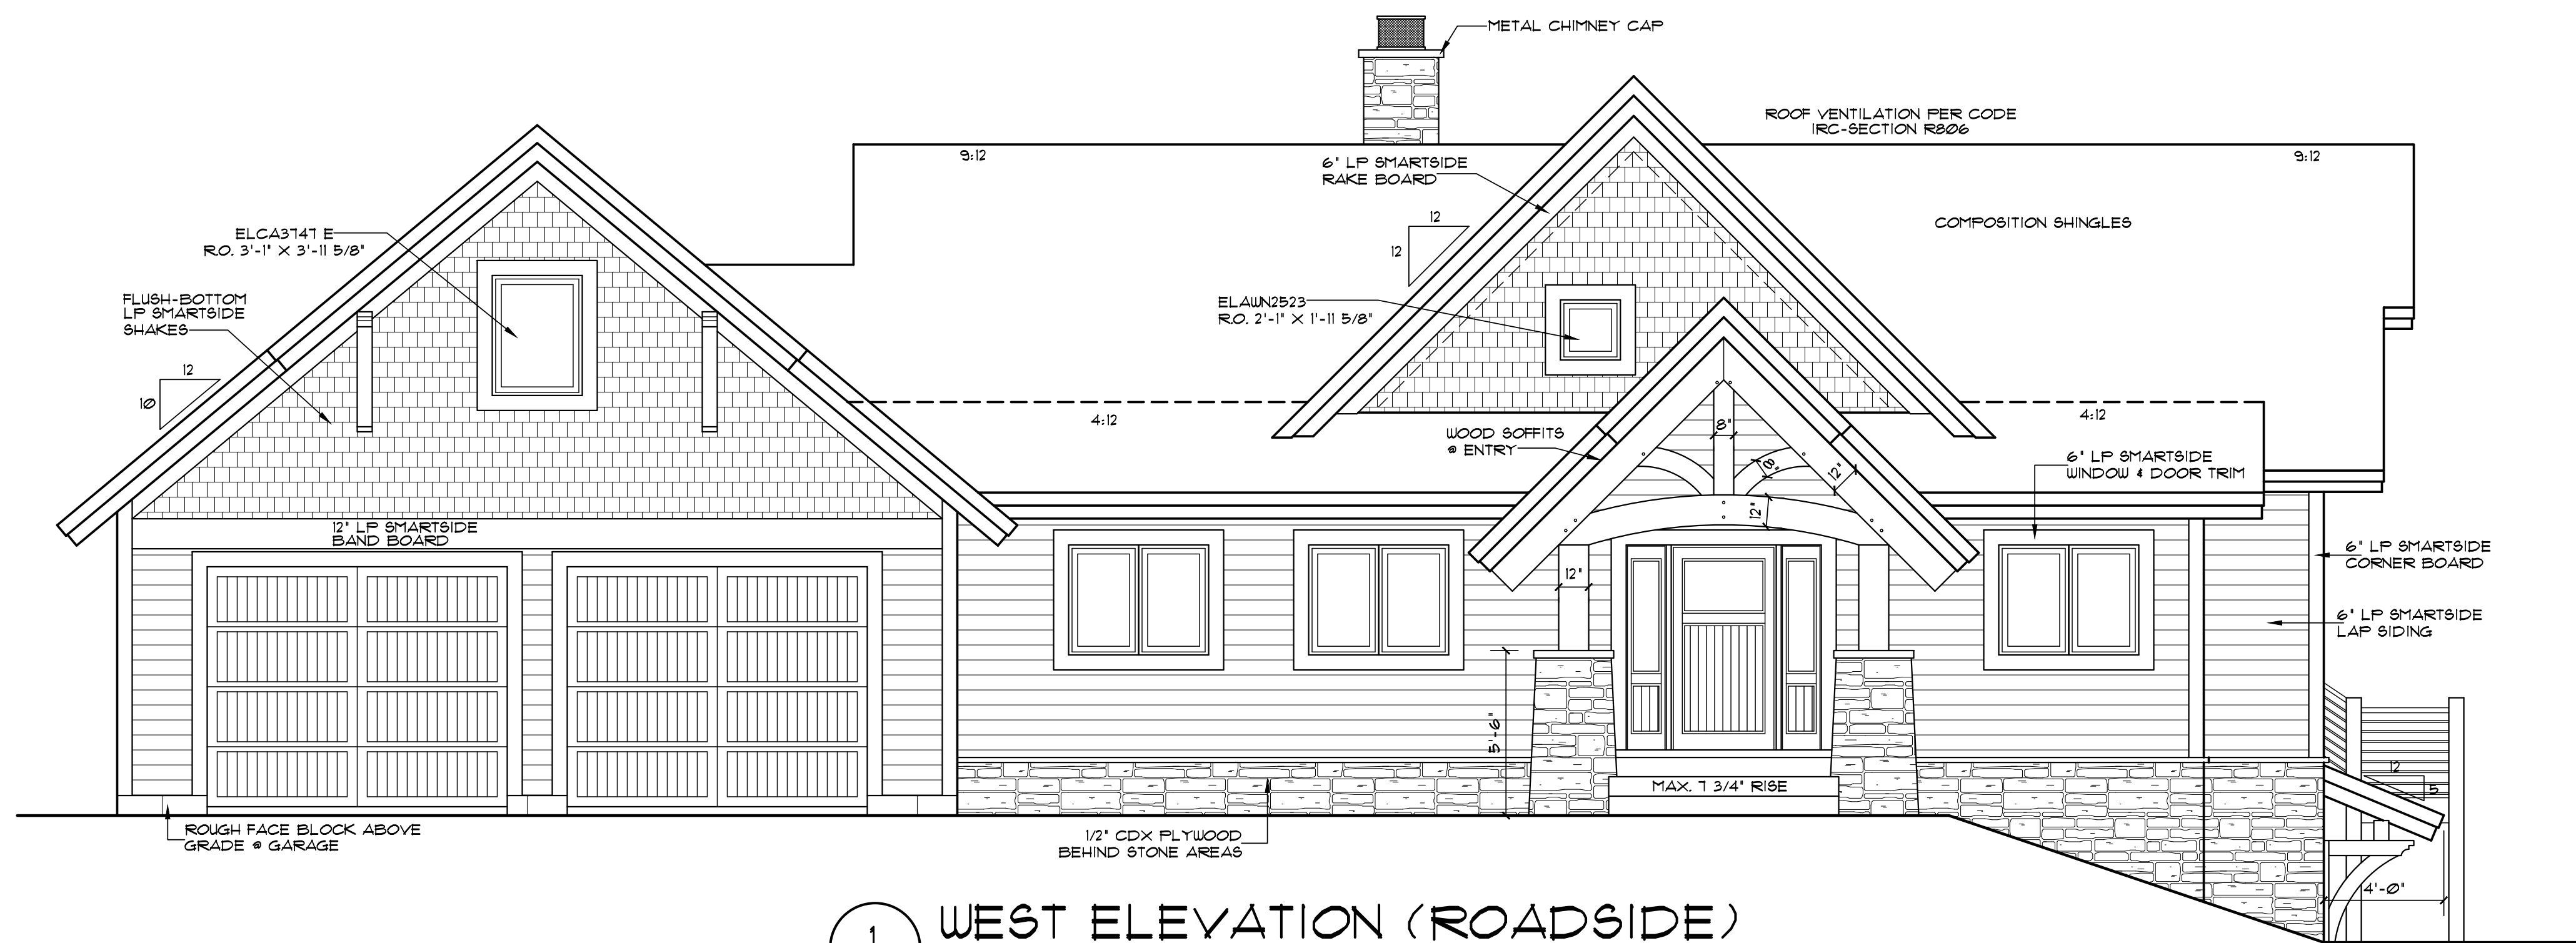 METAL CHIMNEY CAP
ROOF VENTILATION PER CODE
IRC-SECTION R806
9:12
9:12
6" LP SMARTSIDE
RAKE BOARD
12
12
COMPOSITION SHINGLES
ELCA3747 E
R.O. 3'-1" X 3'-11 5/8"
FLUSH-BOTTOM
LP SMARTSIDE
SHAKES
12
10
ELAWN2523
R.O. 2'-1" X 1'-11 5/8"
4:12
4:12
WOOD SOFFITS
@ ENTRY
8"
8"
12"
12"
12"
6" LP SMARTSIDE
WINDOW & DOOR TRIM
12" LP SMARTSIDE
BAND BOARD
6" LP SMARTSIDE
CORNER BOARD
6" LP SMARTSIDE
LAP SIDING
5'-6"
MAX. 7 3/4" RISE
12
5
ROUGH FACE BLOCK ABOVE
GRADE @ GARAGE
1/2" CDX PLYWOOD
BEHIND STONE AREAS
4'-0"
1
WEST ELEVATION (ROADSIDE)